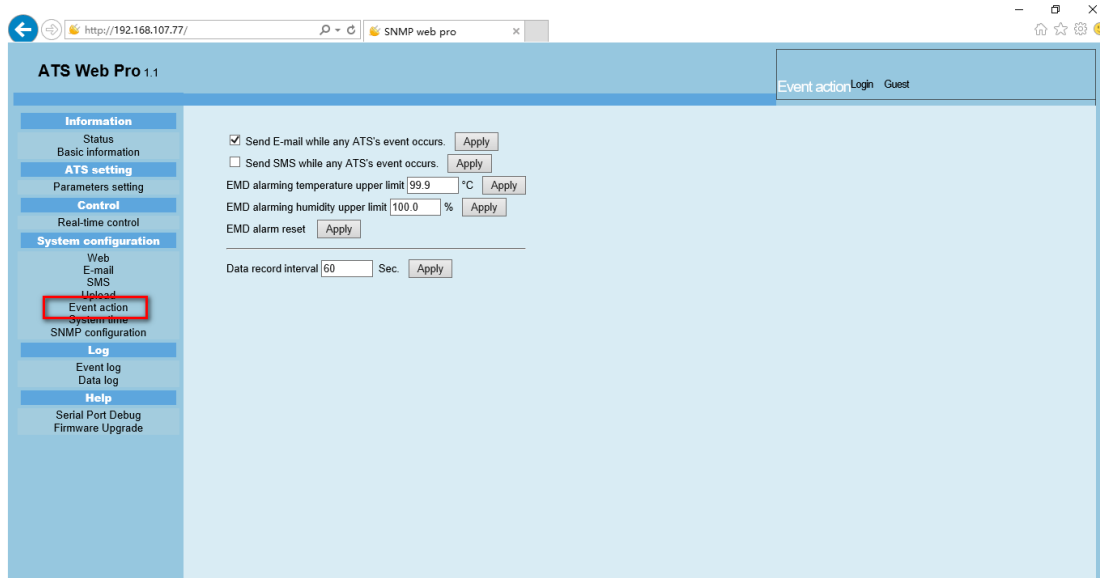 http://192.168.107.77/
SNMP web pro
ATS Web Pro 1.1
Event action Login Guest
Information
Status
Basic information
ATS setting
Parameters setting
Control
Real-time control
System configuration
Web
E-mail
SMS
Upload
Event action
System time
SNMP configuration
Log
Event log
Data log
Help
Serial Port Debug
Firmware Upgrade
Send E-mail while any ATS's event occurs. Apply
Send SMS while any ATS's event occurs. Apply
EMD alarming temperature upper limit 99.9 °C Apply
EMD alarming humidity upper limit 100.0 % Apply
EMD alarm reset Apply
Data record interval 60 Sec. Apply